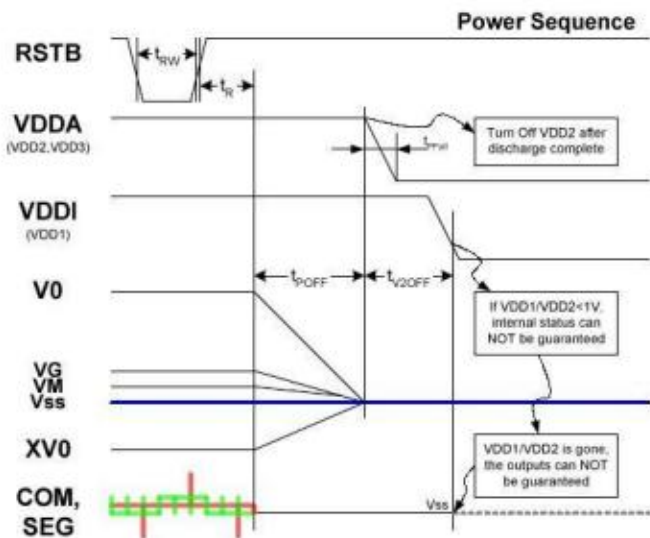 Power Sequence
RSTB
tRW
tR
VDDA
(VDD2,VDD3)
Turn Off VDD2 after
discharge complete
VDDI
(VDD1)
tPOFF
tV2OFF
V0
If VDD1/VDD2<1V,
internal status can
NOT be guaranteed
VG
VM
Vss
XV0
VDD1/VDD2 is gone,
the outputs can NOT
be guaranteed
COM,
SEG
Vss